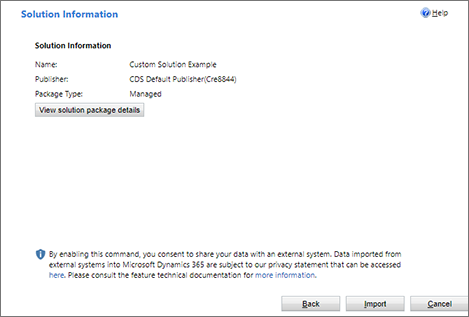 Solution Information
Help
Solution Information
Name: Custom Solution Example
Publisher: CDS Default Publisher(Cre8844)
Package Type: Managed
View solution package details
By enabling this command, you consent to share your data with an external system. Data imported from
external systems into Microsoft Dynamics 365 are subject to our privacy statement that can be accessed
here. Please consult the feature technical documentation for more information.
Back Import Cancel